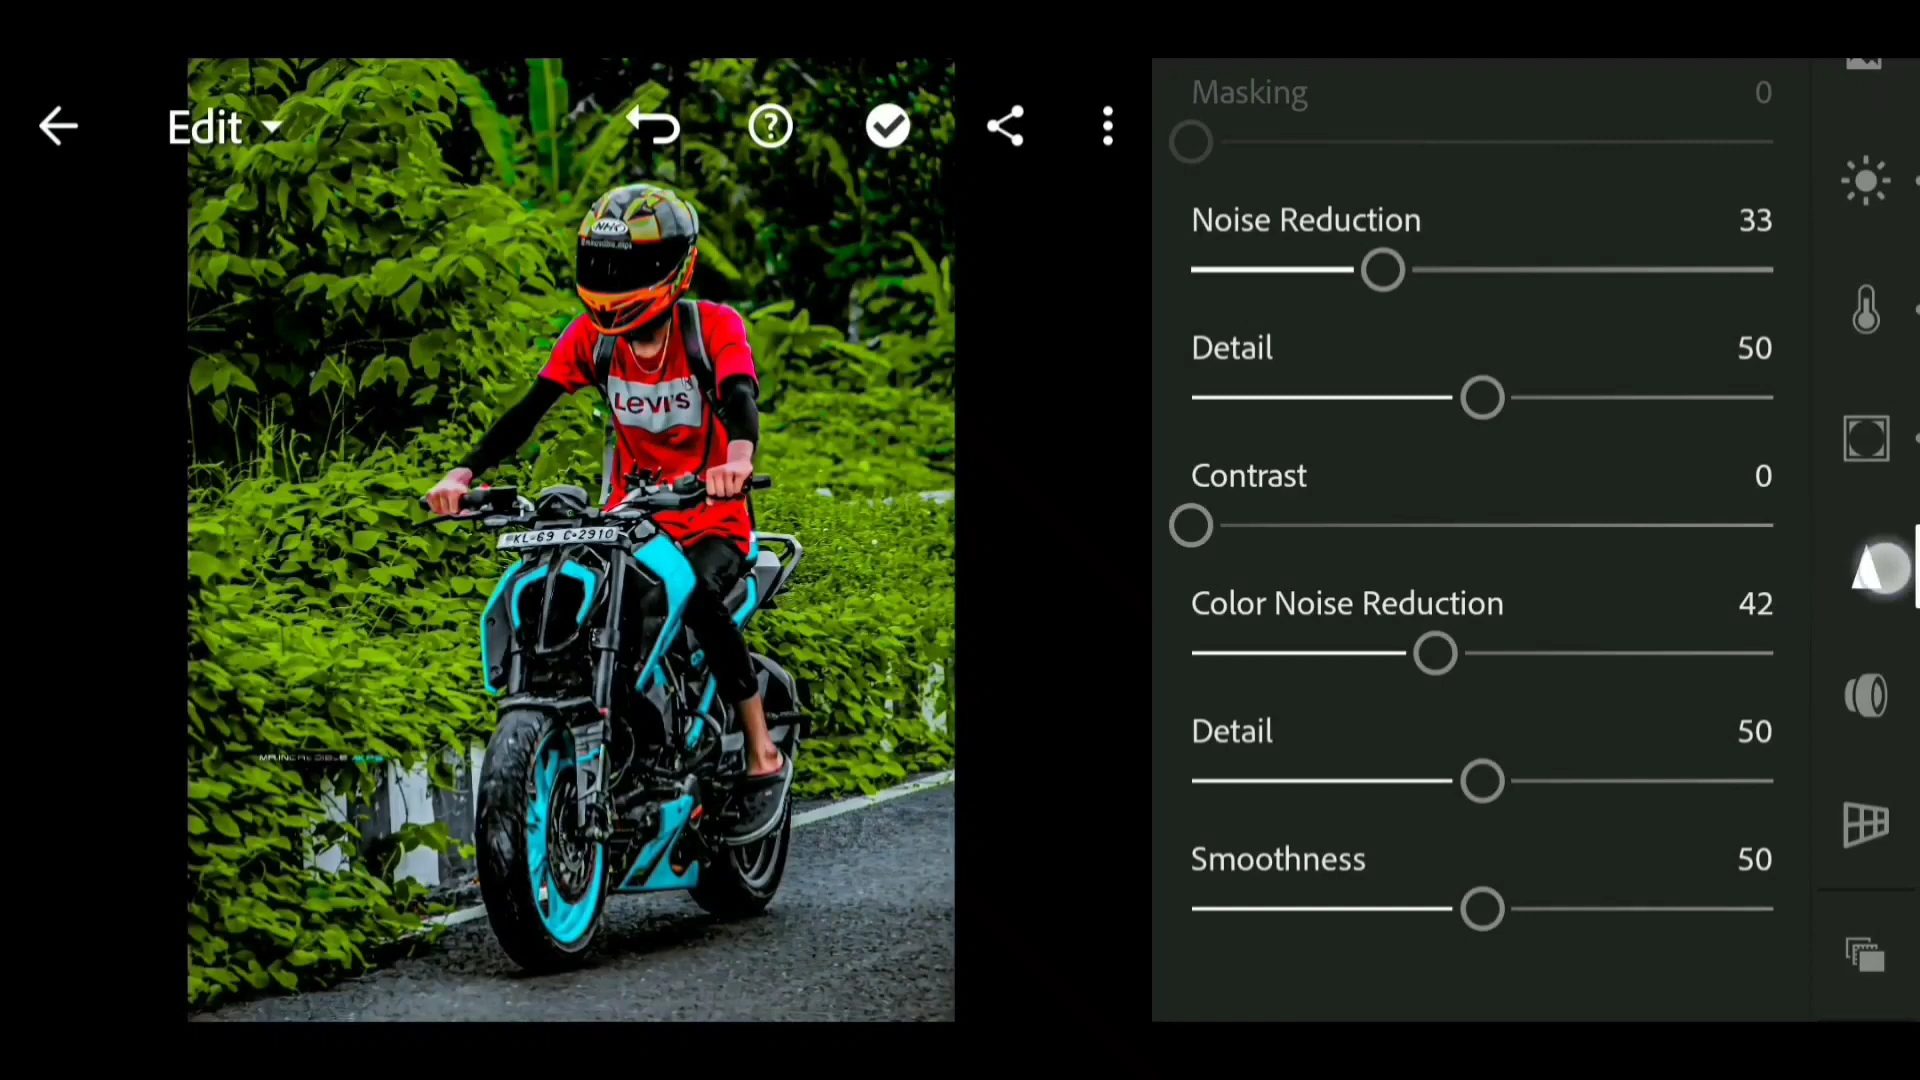 Edit
?
NHK
LEVI'S
KL-69 C-2910
Masking 0
Noise Reduction 33
Detail 50
Contrast 0
Color Noise Reduction 42
Detail 50
Smoothness 50